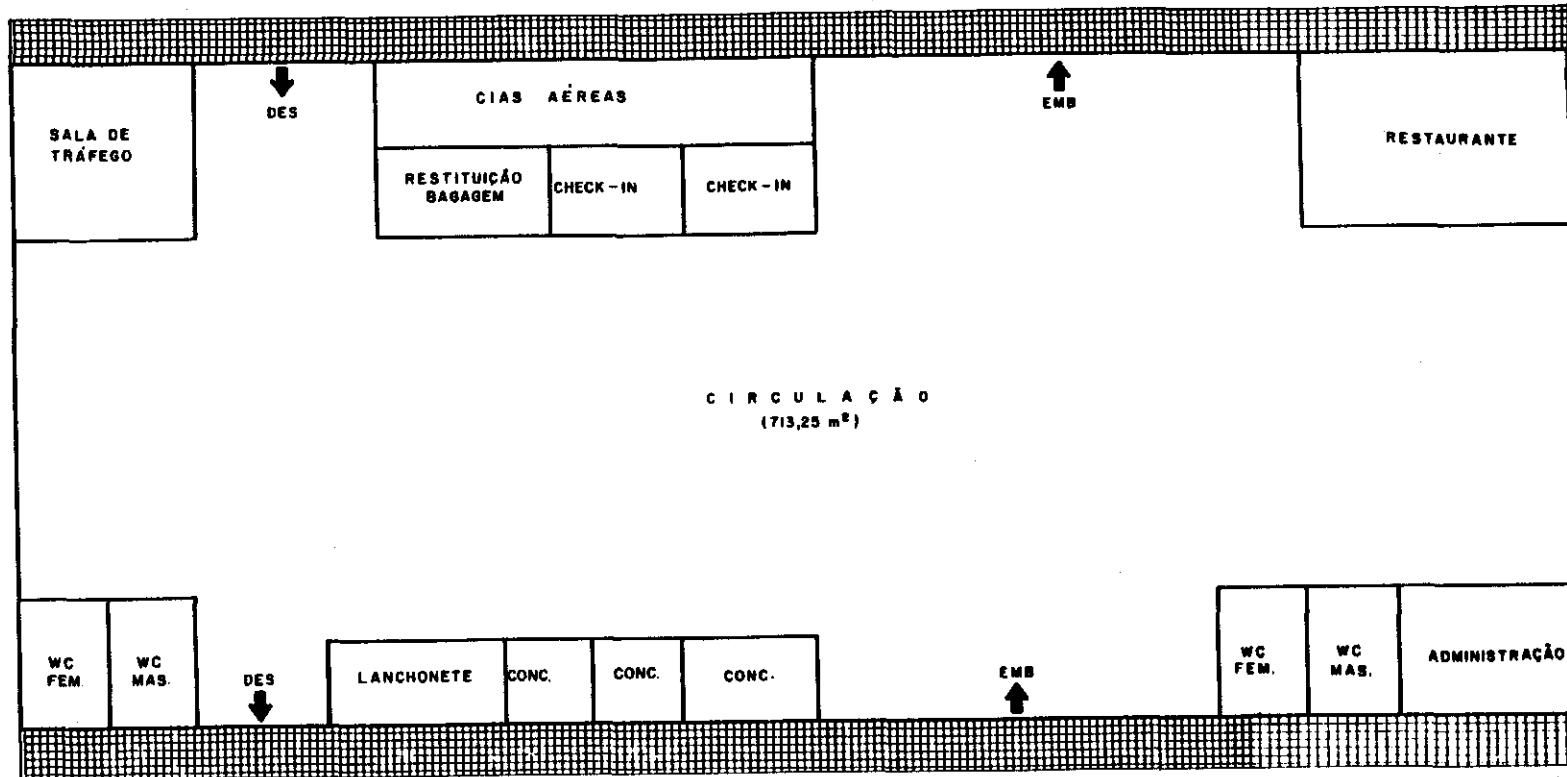 DES
CIAS AÉREAS
EMB
SALA DE
TRÁFEGO
RESTAURANTE
RESTITUIÇÃO
BAGAGEM
CHECK-IN
CHECK-IN
CIRCULAÇÃO
(713,25 m²)
WC
FEM.
WC
MAS.
DES
LANCHONETE
CONC.
CONC.
CONC.
EMB
WC
FEM.
WC
MAS.
ADMINISTRAÇÃO